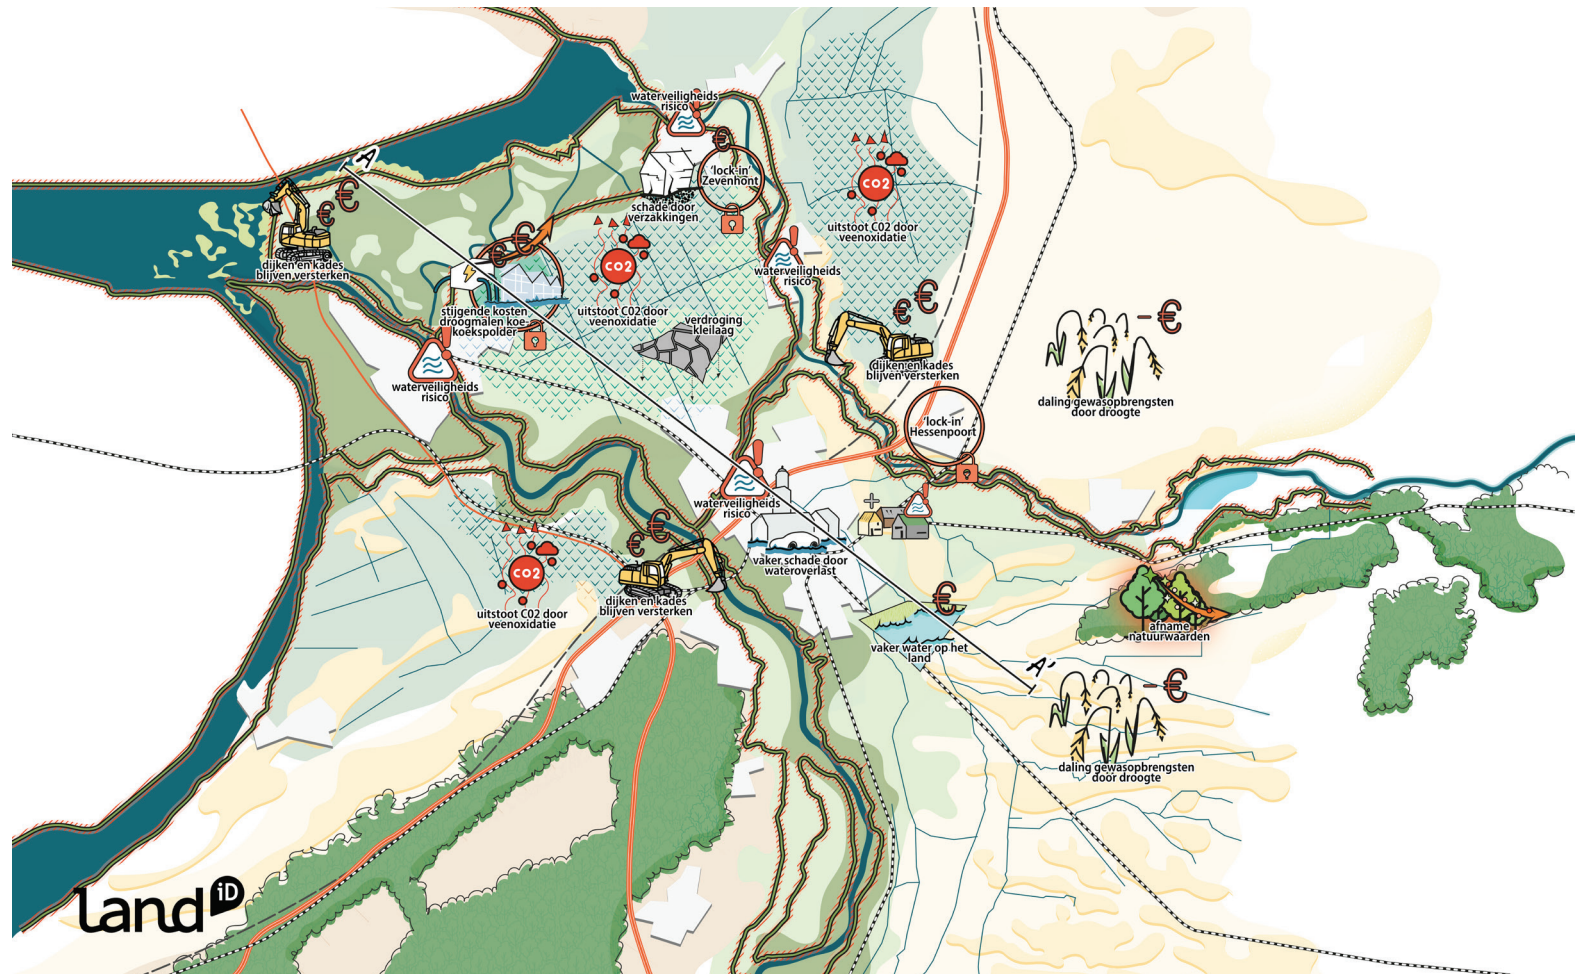 waterveiligheids
risico
A
'lock-in'
Zevenhont
€
CO2
schade door
verzakkingen
uitstoot C02 door
veenoxidatie
€ €
dijken en kades
blijven versterken
€ €
CO2
waterveiligheids
risico
stijgende kosten
droogmalen koe-
koekspolder
uitstoot C02 door
veenoxidatie
verdroging
kleilaag
€ €
dijken en kades
blijven versterken
- €
daling gewasopbrengsten
door droogte
waterveiligheids
risico
'lock-in'
Hessenpoort
waterveiligheids
risico
+
vaker schade door
wateroverlast
CO2
uitstoot C02 door
veenoxidatie
€ €
dijken en kades
blijven versterken
€
vaker water op het
land
afname
natuurwaarden
A'
- €
daling gewasopbrengsten
door droogte
land iD